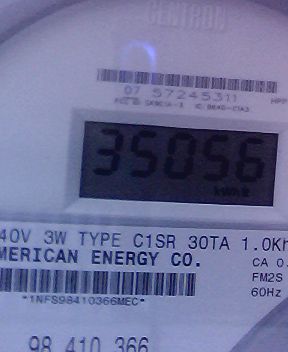 CENTRON
07 57245311
35056
kWh
40V 3W TYPE C1SR 30TA 1.0Kh
MERICAN ENERGY CO.
CA 0.
FM2S
*1NFS98410366MEC*
60Hz
98 410 366